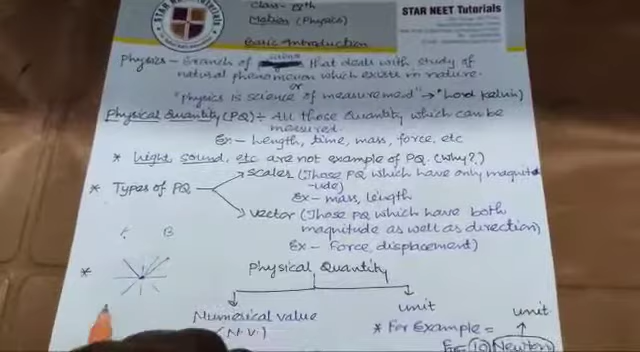 STAR NEET Tutorials
Motion (Physics)
Basic Introduction
Physics - Branch of science that deals with study of
natural phenomenon which exists in nature.
or
"Physics is science of measurement" → "Lord Kelvin)
Physical Quantity (PQ) ÷ All those Quantity which can be
measured.
Ex - Length, time, mass, force, etc
* Light, sound, etc are not example of PQ. (Why?)
* Types of PQ
scalar (Those PQ which have only magnit
-ude)
Ex - mass, length
vector (Those PQ which have both
magnitude as well as direction)
Ex - Force, displacement)
B
*
Physical Quantity
Numerical value
(N.V.)
unit
unit
* For Example =
F = 10 Newton